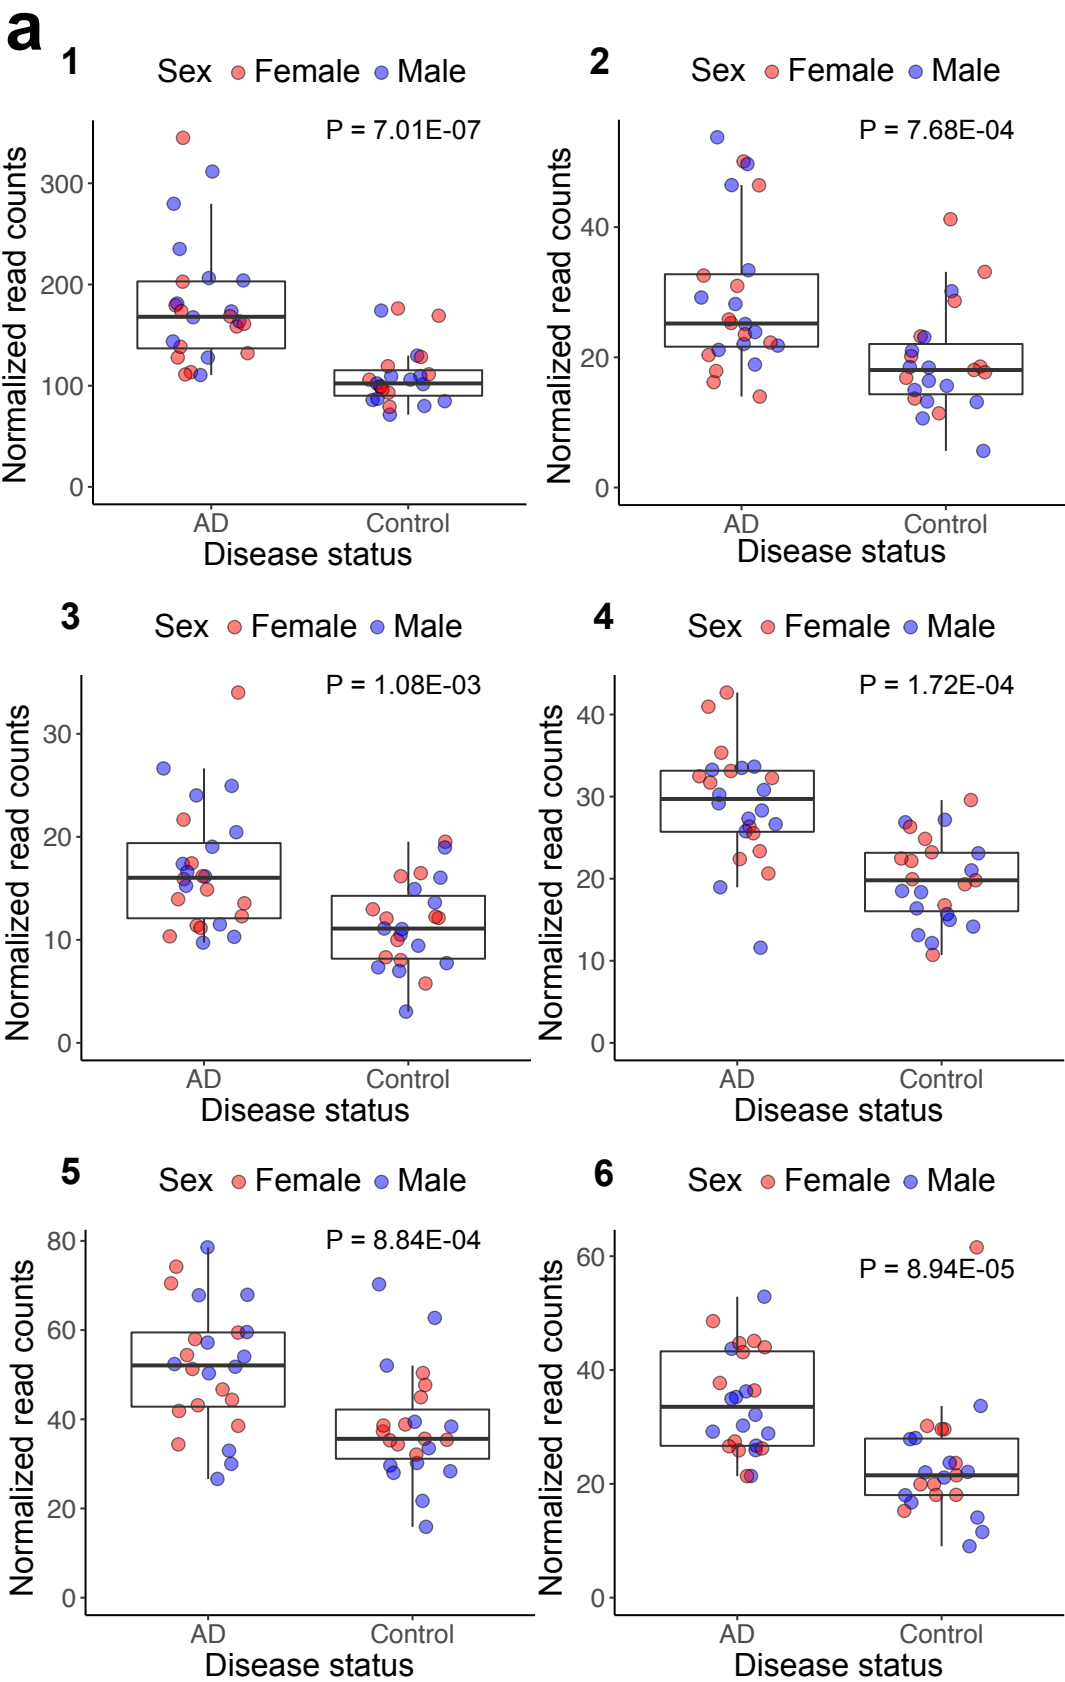 a
1
Sex Female Male
P = 7.01E-07
Normalized read counts
300
200
100
0
AD Control
Disease status
2
Sex Female Male
P = 7.68E-04
Normalized read counts
40
20
0
AD Control
Disease status
3
Sex Female Male
P = 1.08E-03
Normalized read counts
30
20
10
0
AD Control
Disease status
4
Sex Female Male
P = 1.72E-04
Normalized read counts
40
30
20
10
0
AD Control
Disease status
5
Sex Female Male
P = 8.84E-04
Normalized read counts
80
60
40
20
0
AD Control
Disease status
6
Sex Female Male
P = 8.94E-05
Normalized read counts
60
40
20
0
AD Control
Disease status